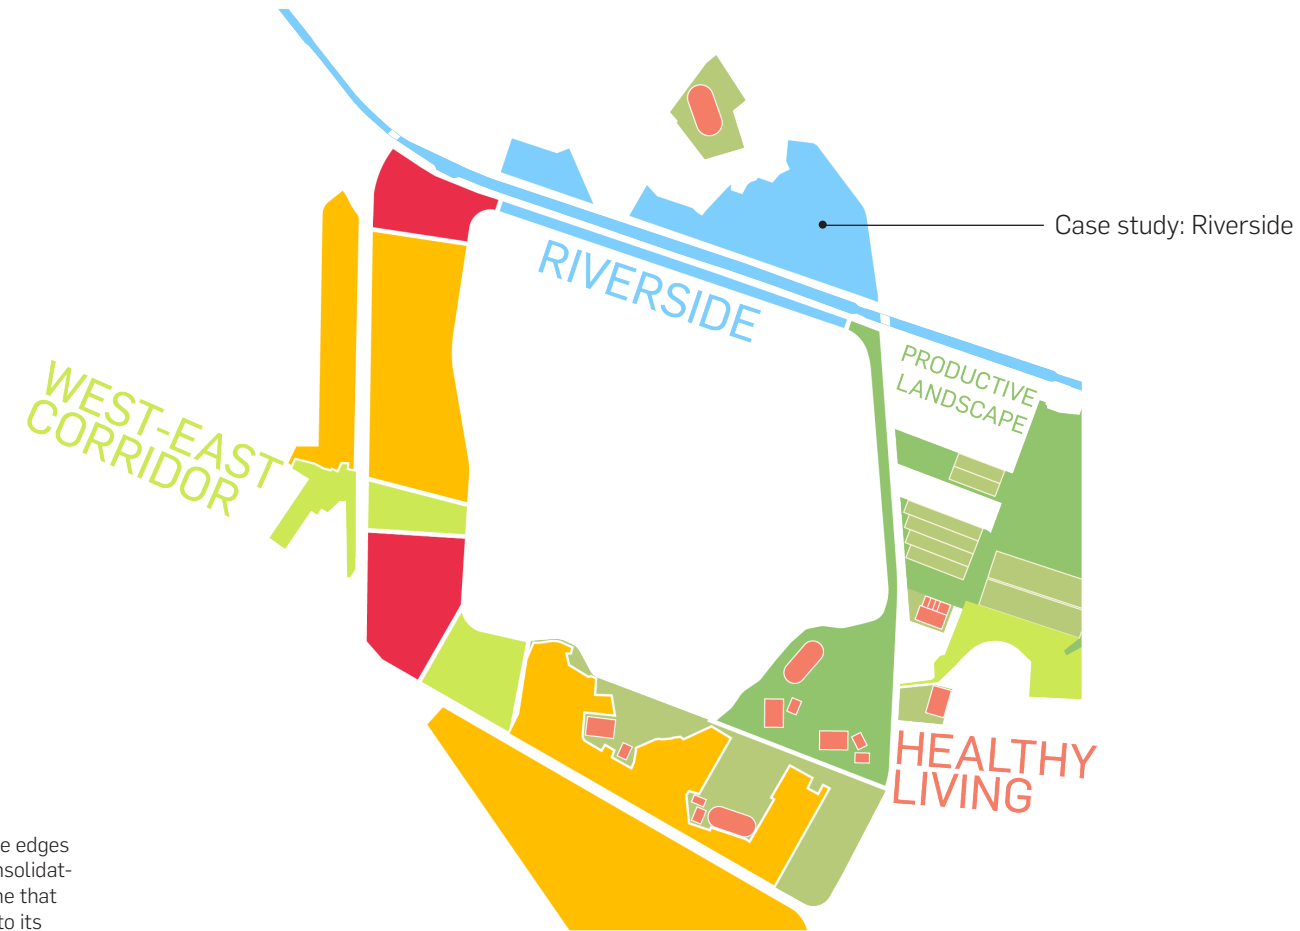 Case study: Riverside
RIVERSIDE
PRODUCTIVE
LANDSCAPE
WEST-EAST
CORRIDOR
HEALTHY
LIVING
e edges
nsolidat-
ne that
to its